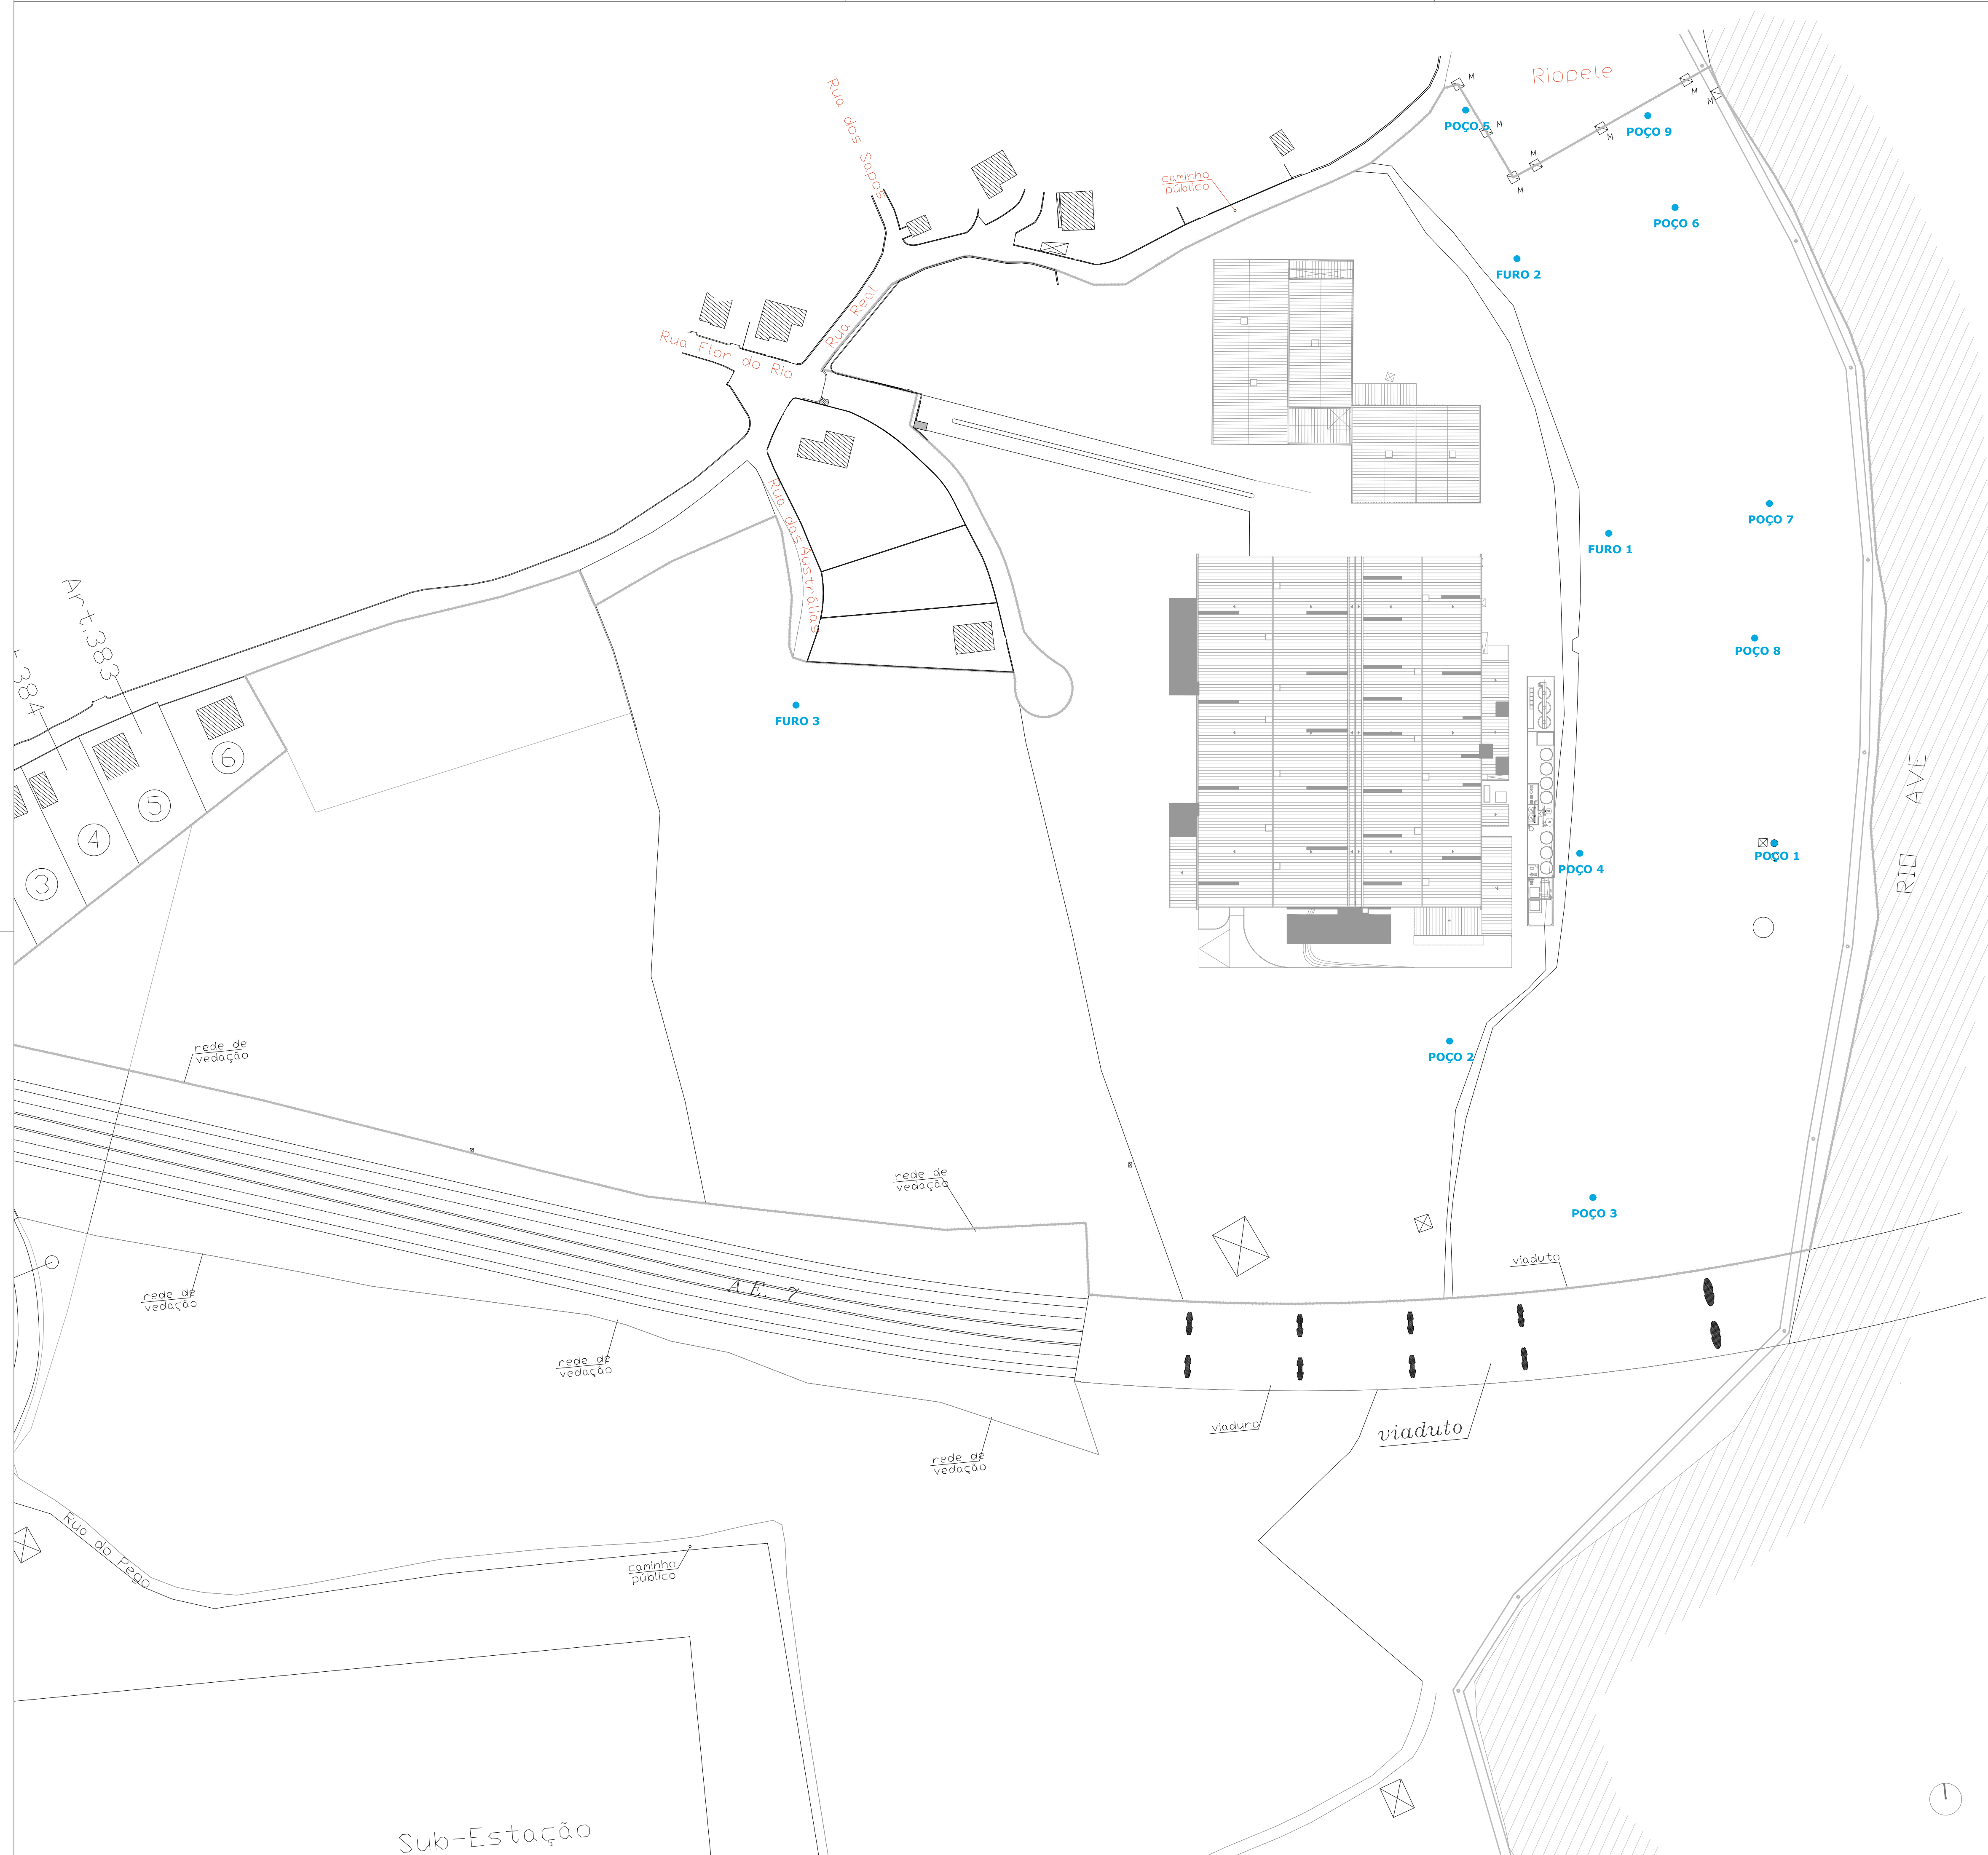 Riopele
M
M
M
POÇO 5
M
POÇO 9
M
M
M
M
Rua dos Sapos
caminho
público
POÇO 6
FURO 2
Rua Real
Rua Flor do Rio
Rua das Austrálias
POÇO 7
FURO 1
Art.383
384
POÇO 8
FURO 3
6
5
4
3
RIO AVE
POÇO 1
POÇO 4
rede de
vedação
POÇO 2
rede de
vedação
POÇO 3
viaduto
rede de
vedação
A.E. 7
rede de
vedação
viaduro
viaduto
rede de
vedação
Rua do Pego
caminho
público
Sub-Estação